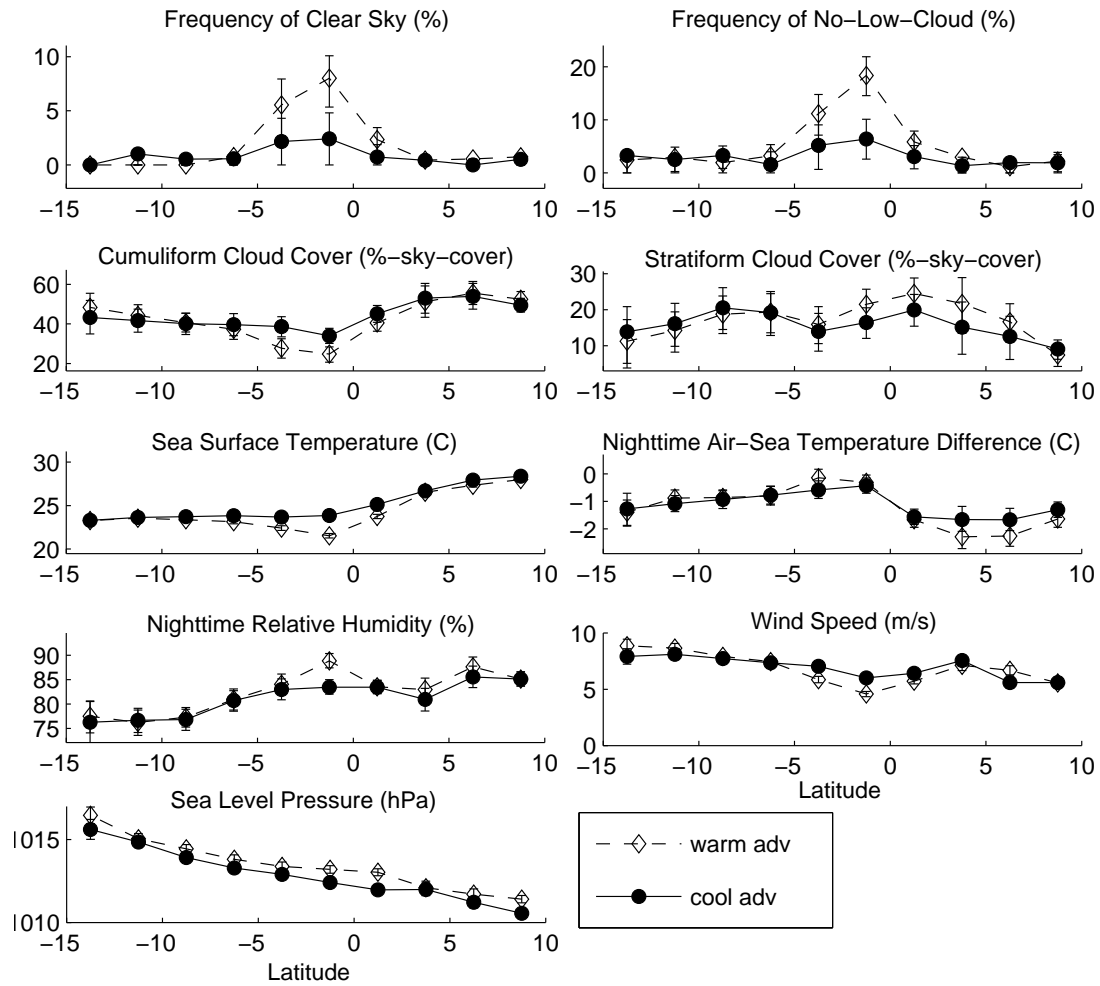 Frequency of Clear Sky (%)
10
5
0
−15 −10 −5 0 5 10
Frequency of No−Low−Cloud (%)
20
10
0
−15 −10 −5 0 5 10
Cumuliform Cloud Cover (%−sky−cover)
60
40
20
−15 −10 −5 0 5 10
Stratiform Cloud Cover (%−sky−cover)
30
20
10
−15 −10 −5 0 5 10
Sea Surface Temperature (C)
30
25
20
−15 −10 −5 0 5 10
Nighttime Air−Sea Temperature Difference (C)
0
−1
−2
−15 −10 −5 0 5 10
Nighttime Relative Humidity (%)
90
85
80
75
−15 −10 −5 0 5 10
Wind Speed (m/s)
10
5
0
−15 −10 −5 0 5 10
Latitude
Sea Level Pressure (hPa)
1015
1010
−15 −10 −5 0 5 10
Latitude
warm adv
cool adv